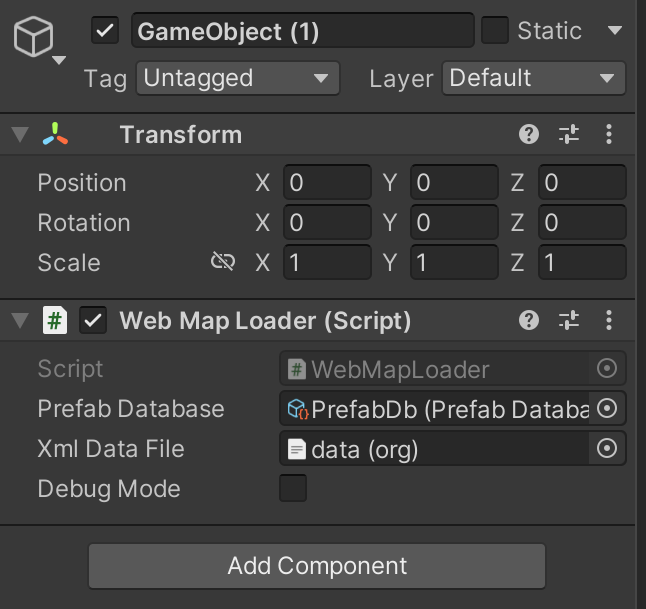 GameObject (1) Static
Tag Untagged Layer Default
Transform
Position X 0 Y 0 Z 0
Rotation X 0 Y 0 Z 0
Scale X 1 Y 1 Z 1
# Web Map Loader (Script)
Script # WebMapLoader
Prefab Database PrefabDb (Prefab Databa
Xml Data File data (org)
Debug Mode
Add Component